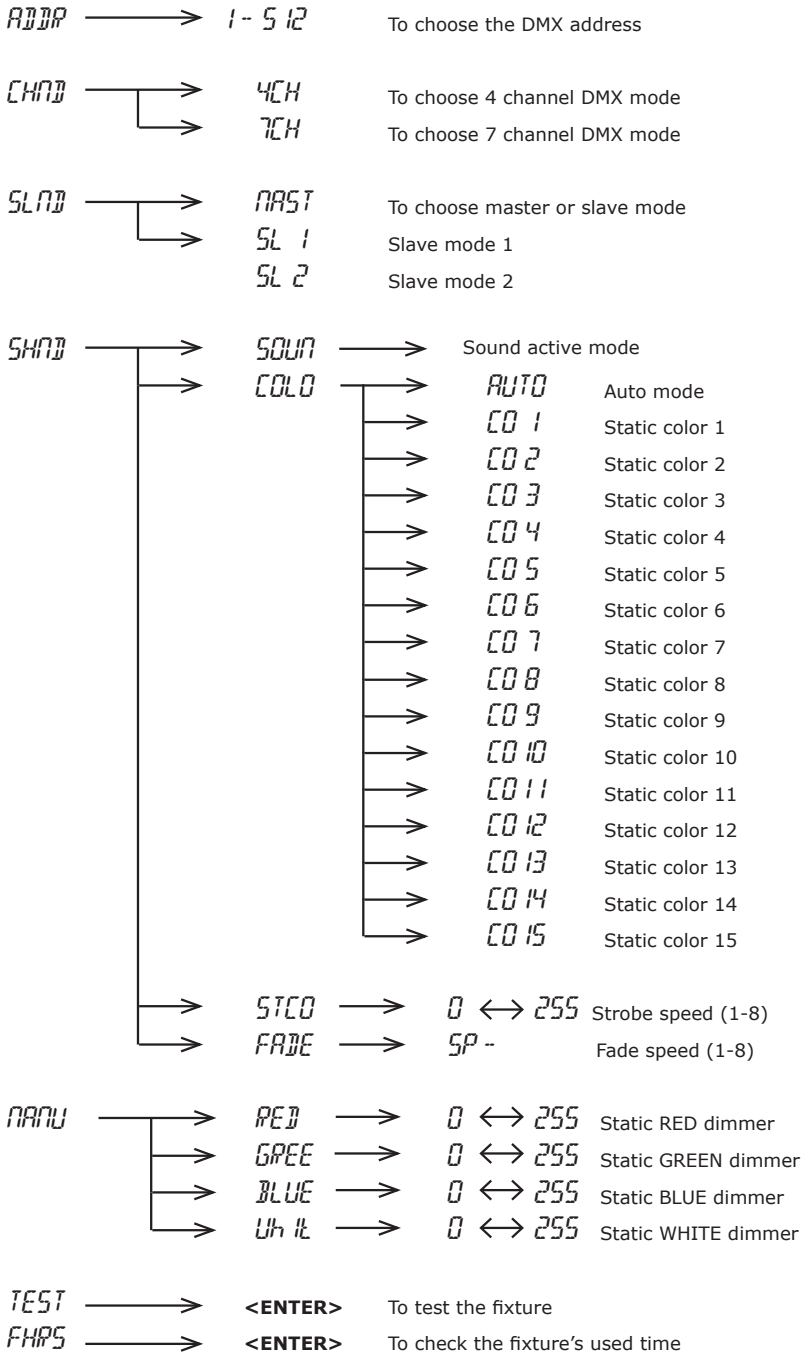 ADDR 1-512 To choose the DMX address
CHMD 4CH To choose 4 channel DMX mode
7CH To choose 7 channel DMX mode
SLMD MAST To choose master or slave mode
SL 1 Slave mode 1
SL 2 Slave mode 2
SHMD SOUM Sound active mode
COLO AUTO Auto mode
CO 1 Static color 1
CO 2 Static color 2
CO 3 Static color 3
CO 4 Static color 4
CO 5 Static color 5
CO 6 Static color 6
CO 7 Static color 7
CO 8 Static color 8
CO 9 Static color 9
CO 10 Static color 10
CO 11 Static color 11
CO 12 Static color 12
CO 13 Static color 13
CO 14 Static color 14
CO 15 Static color 15
STCO 0 ↔ 255 Strobe speed (1-8)
FADE SP - Fade speed (1-8)
MANU RED 0 ↔ 255 Static RED dimmer
GREE 0 ↔ 255 Static GREEN dimmer
BLUE 0 ↔ 255 Static BLUE dimmer
Uhit 0 ↔ 255 Static WHITE dimmer
TEST <ENTER> To test the fixture
FHRS <ENTER> To check the fixture's used time